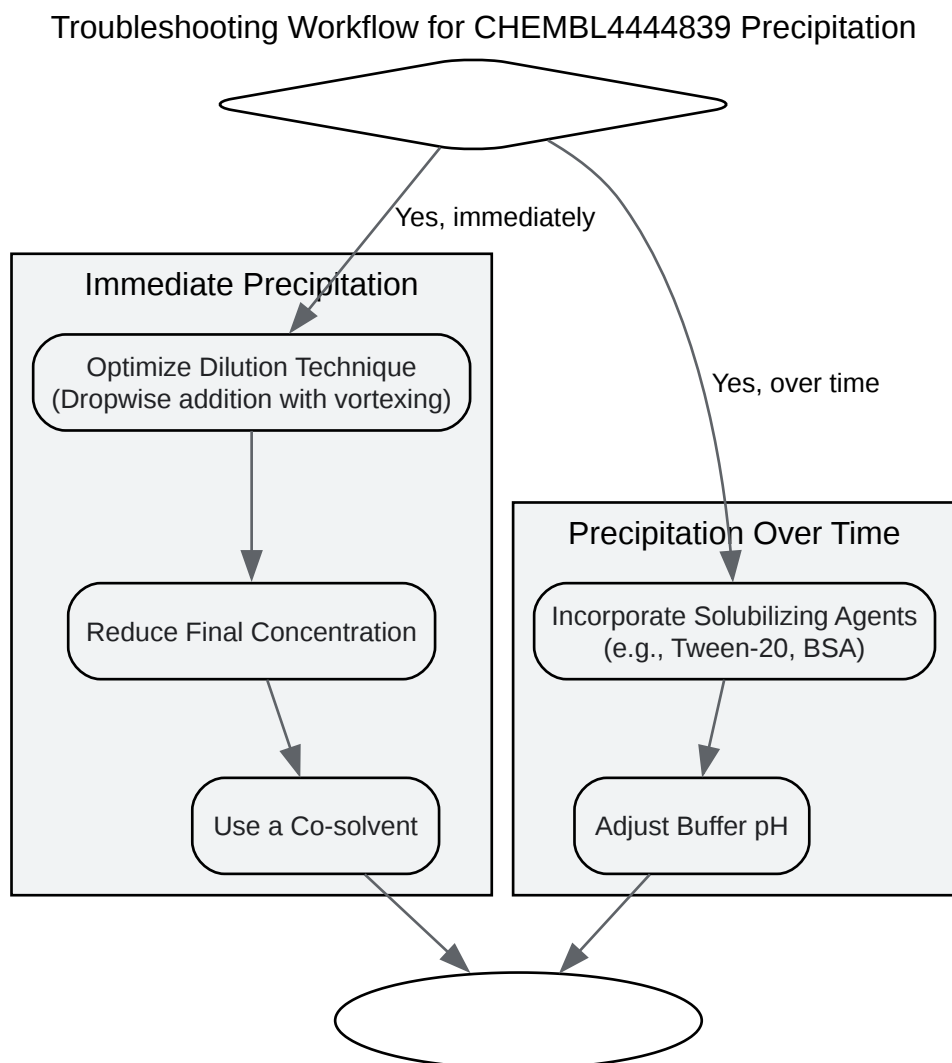 Troubleshooting Workflow for CHEMBL4444839 Precipitation
Yes, immediately
Immediate Precipitation
Optimize Dilution Technique
(Dropwise addition with vortexing)
Yes, over time
Precipitation Over Time
Reduce Final Concentration
Incorporate Solubilizing Agents
(e.g., Tween-20, BSA)
Use a Co-solvent
Adjust Buffer pH